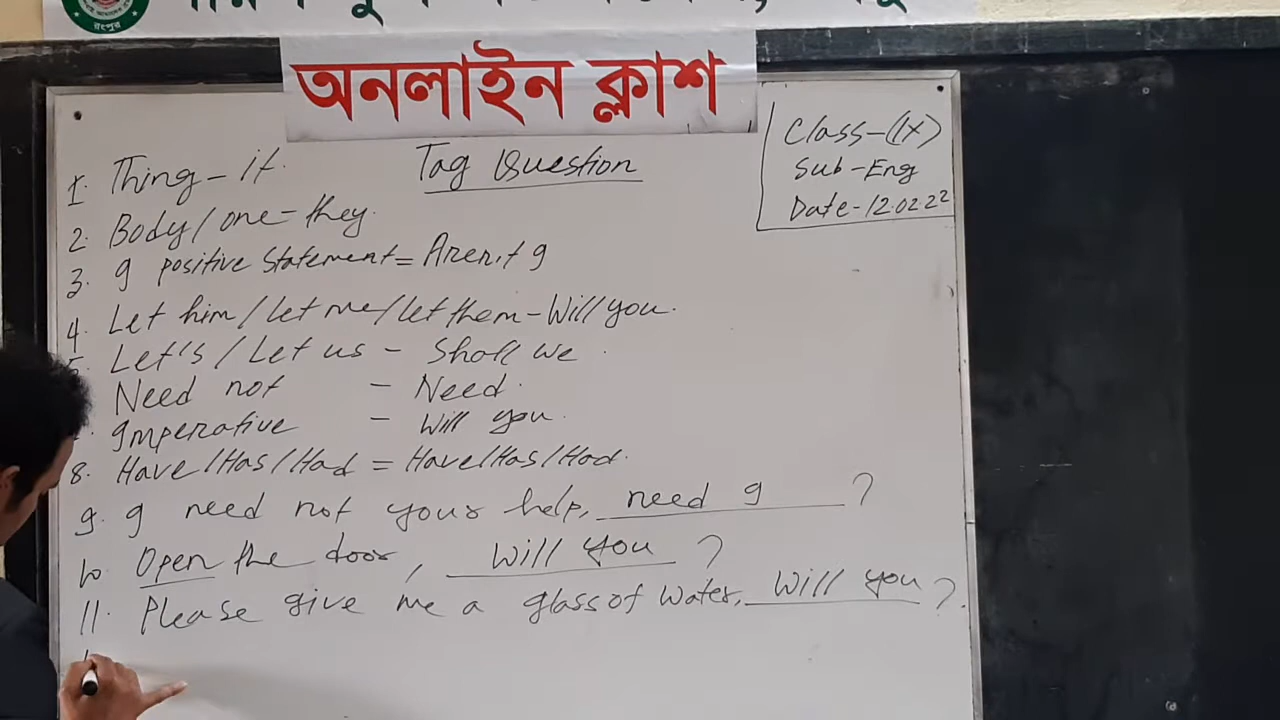 রংপুর
অনলাইন ক্লাশ
Class-(IX)
Sub-Eng
Date-12.02.22
Tag Question
1. Thing - it.
2. Body/one - they.
3. I positive statement = Aren't I
4. Let him/let me/let them - Will you.
5. Let's/Let us - Shall we.
Need not - Need.
Imperative - Will you.
8. Have/Has/Had = Have/Has/Had.
9. I need not your help, need I ?
10. Open the door, Will you ?
11. Please give me a glass of water, Will you ?